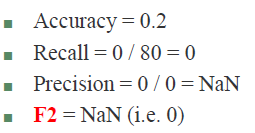 Accuracy = 0.2
Recall = 0 / 80 = 0
Precision = 0 / 0 = NaN
F2 = NaN (i.e. 0)